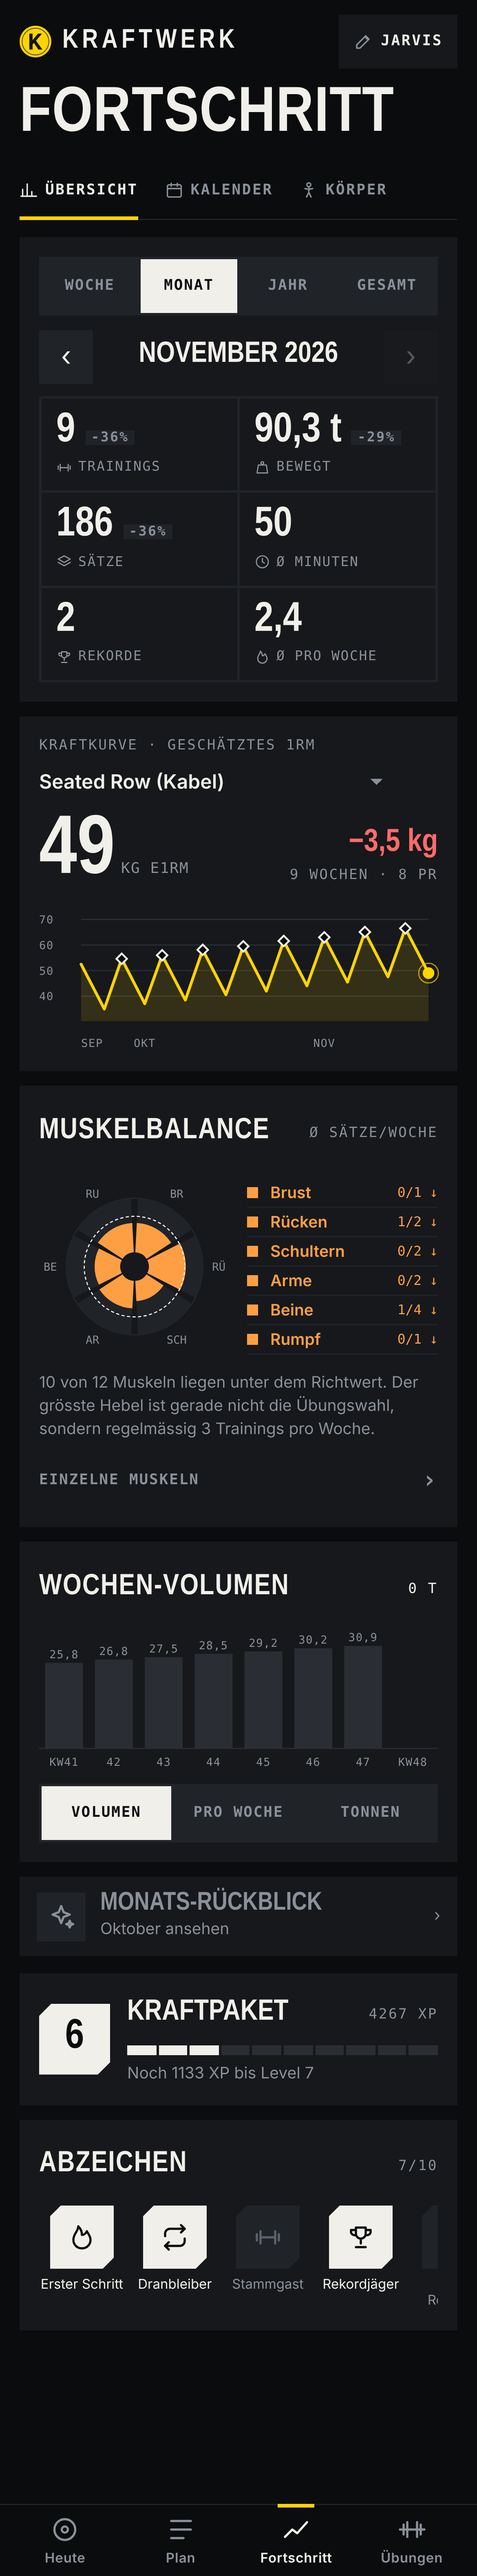 K KRAFTWERK
JARVIS
FORTSCHRITT
ÜBERSICHT KALENDER KÖRPER
WOCHE MONAT JAHR GESAMT
‹ NOVEMBER 2026 ›
9 -36% 90,3 t -29%
TRAININGS BEWEGT
186 -36% 50
SÄTZE Ø MINUTEN
2 2,4
REKORDE Ø PRO WOCHE
KRAFTKURVE · GESCHÄTZTES 1RM
Seated Row (Kabel)
49 KG E1RM −3,5 kg
9 WOCHEN · 8 PR
70
60
50
40
SEP OKT NOV
MUSKELBALANCE Ø SÄTZE/WOCHE
RU BR
BE RÜ
AR SCH
Brust 0/1 ↓
Rücken 1/2 ↓
Schultern 0/2 ↓
Arme 0/2 ↓
Beine 1/4 ↓
Rumpf 0/1 ↓
10 von 12 Muskeln liegen unter dem Richtwert. Der
grösste Hebel ist gerade nicht die Übungswahl,
sondern regelmässig 3 Trainings pro Woche.
EINZELNE MUSKELN ›
WOCHEN-VOLUMEN 0 T
25,8 26,8 27,5 28,5 29,2 30,2 30,9
KW41 42 43 44 45 46 47 KW48
VOLUMEN PRO WOCHE TONNEN
MONATS-RÜCKBLICK
Oktober ansehen ›
6 KRAFTPAKET 4267 XP
Noch 1133 XP bis Level 7
ABZEICHEN 7/10
Erster Schritt Dranbleiber Stammgast Rekordjäger
Heute Plan Fortschritt Übungen